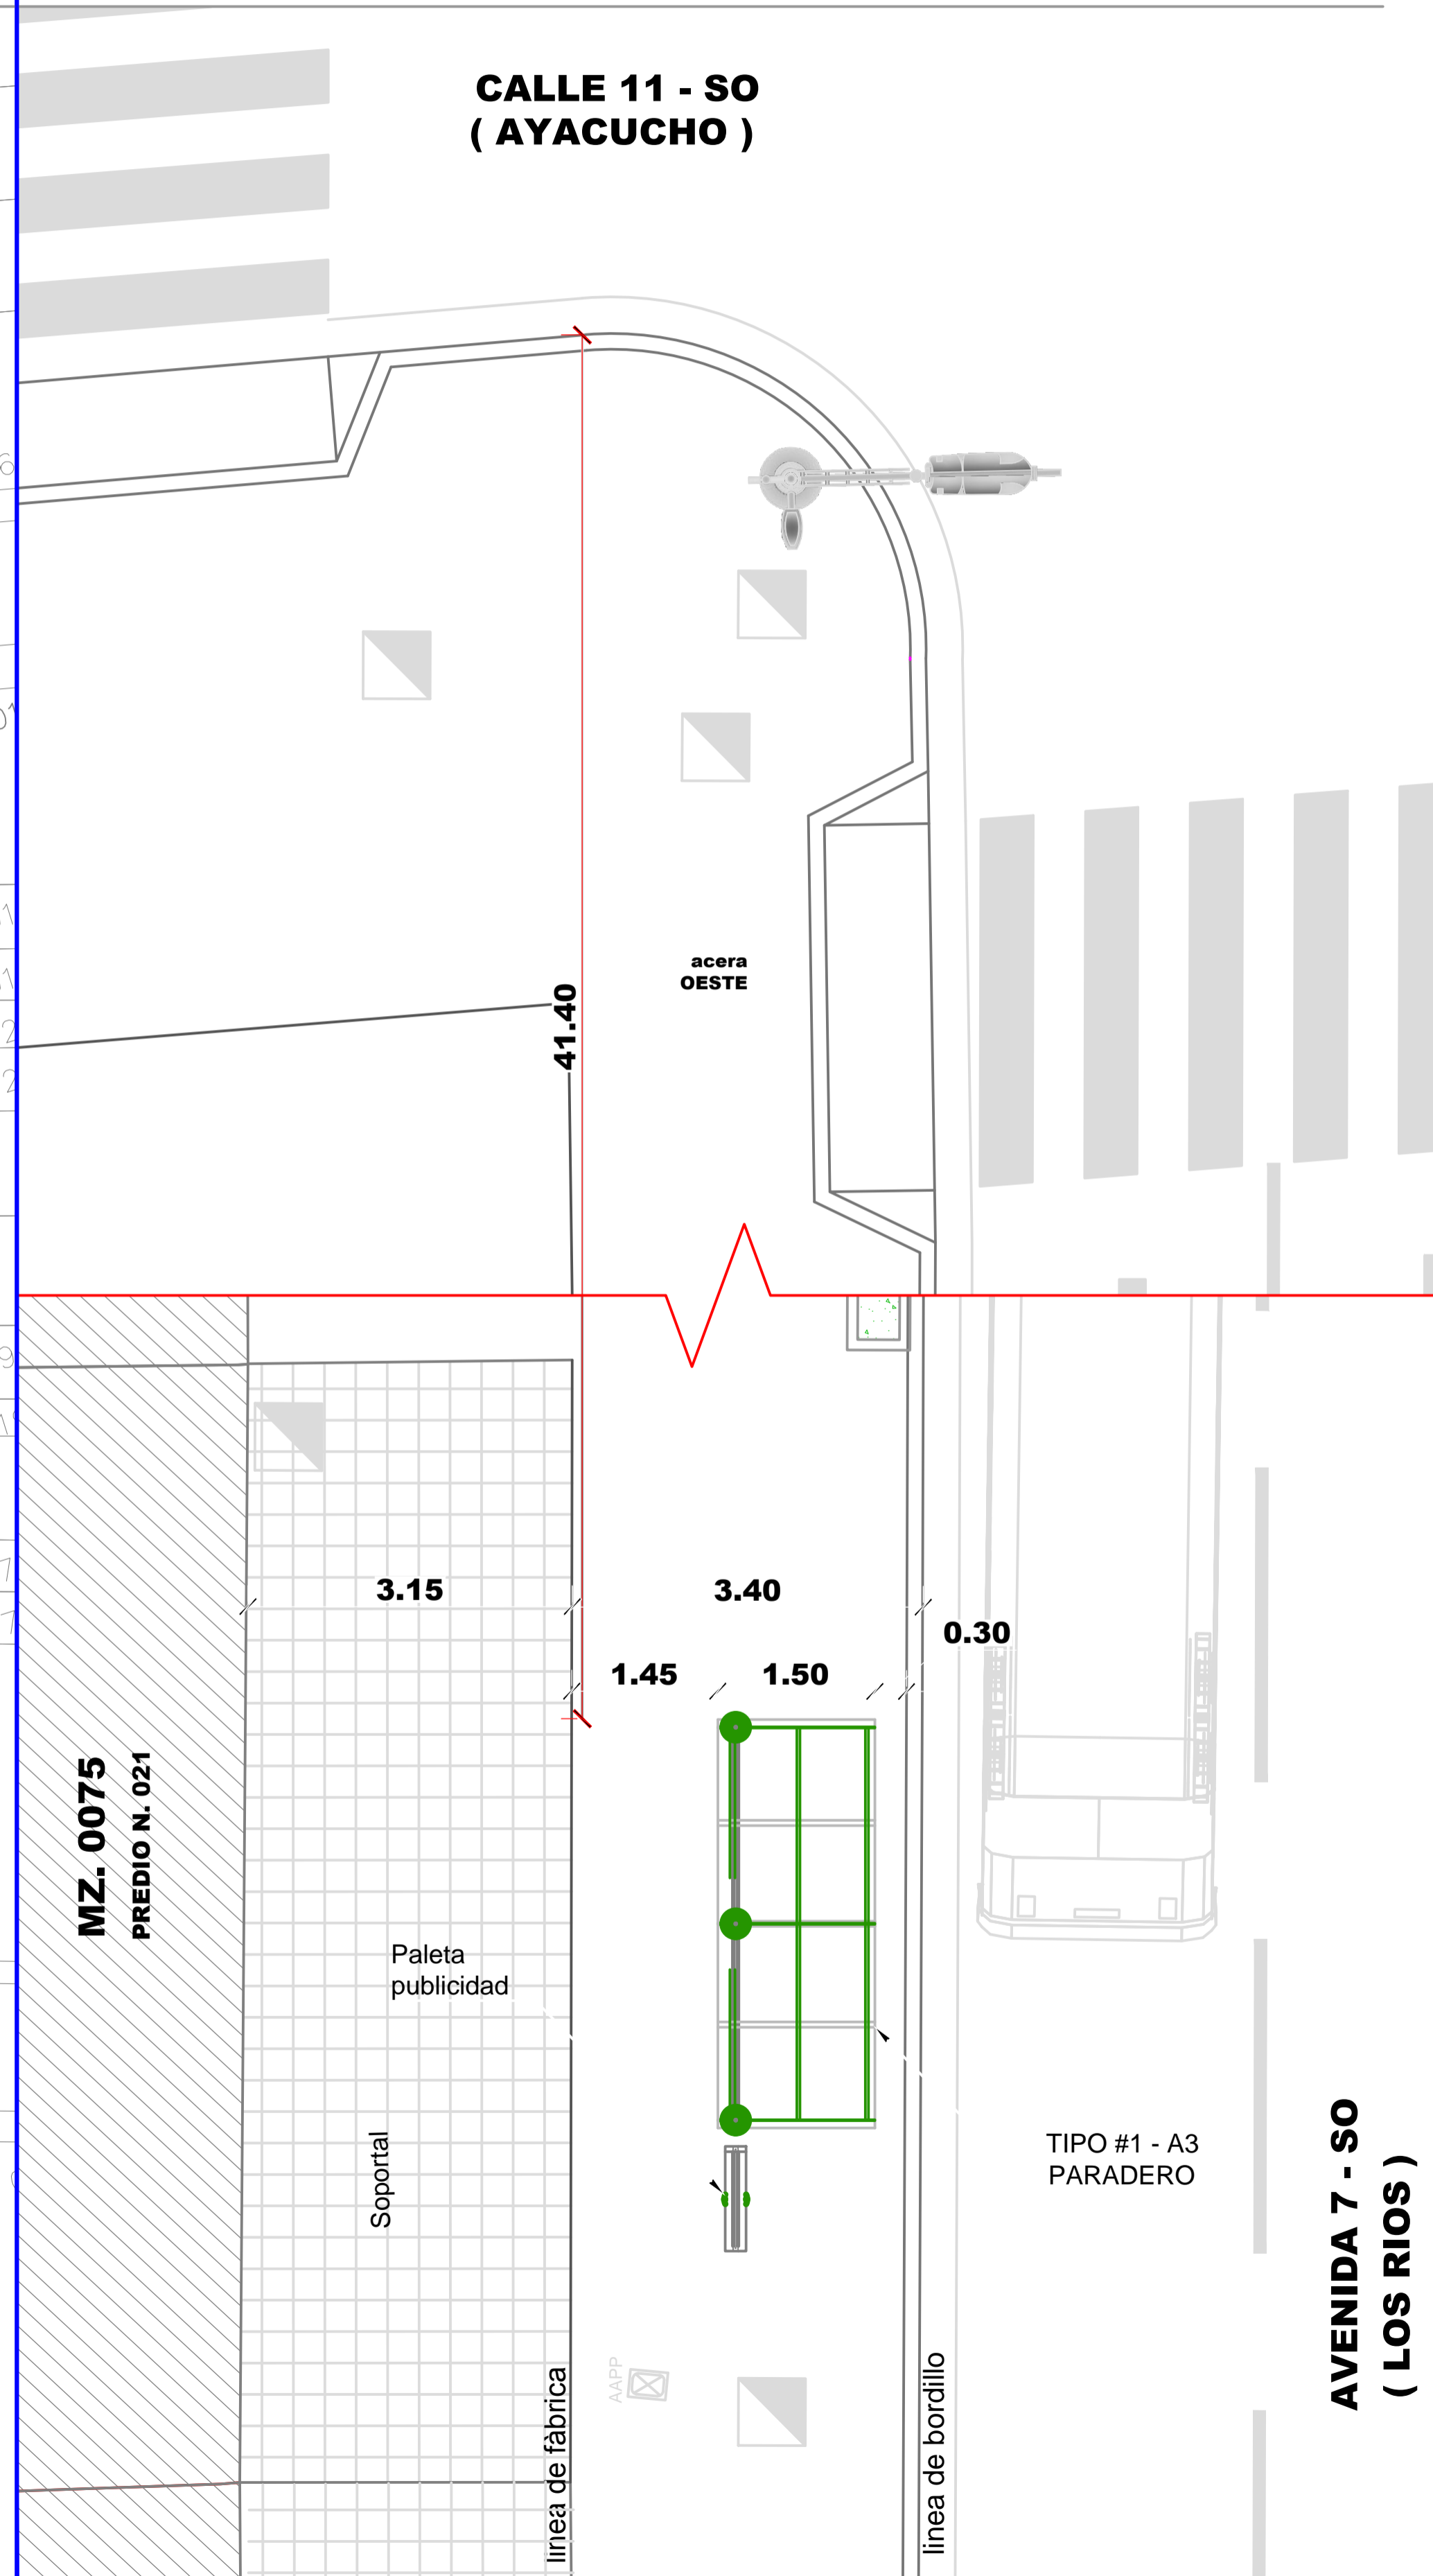 CALLE 11 - SO
( AYACUCHO )
acera
OESTE
41.40
3.15
3.40
0.30
1.45
1.50
MZ. 0075
PREDIO N. 021
Paleta
publicidad
Soportal
TIPO #1 - A3
PARADERO
AVENIDA 7 - SO
( LOS RIOS )
AAPP
linea de fàbrica
linea de bordillo